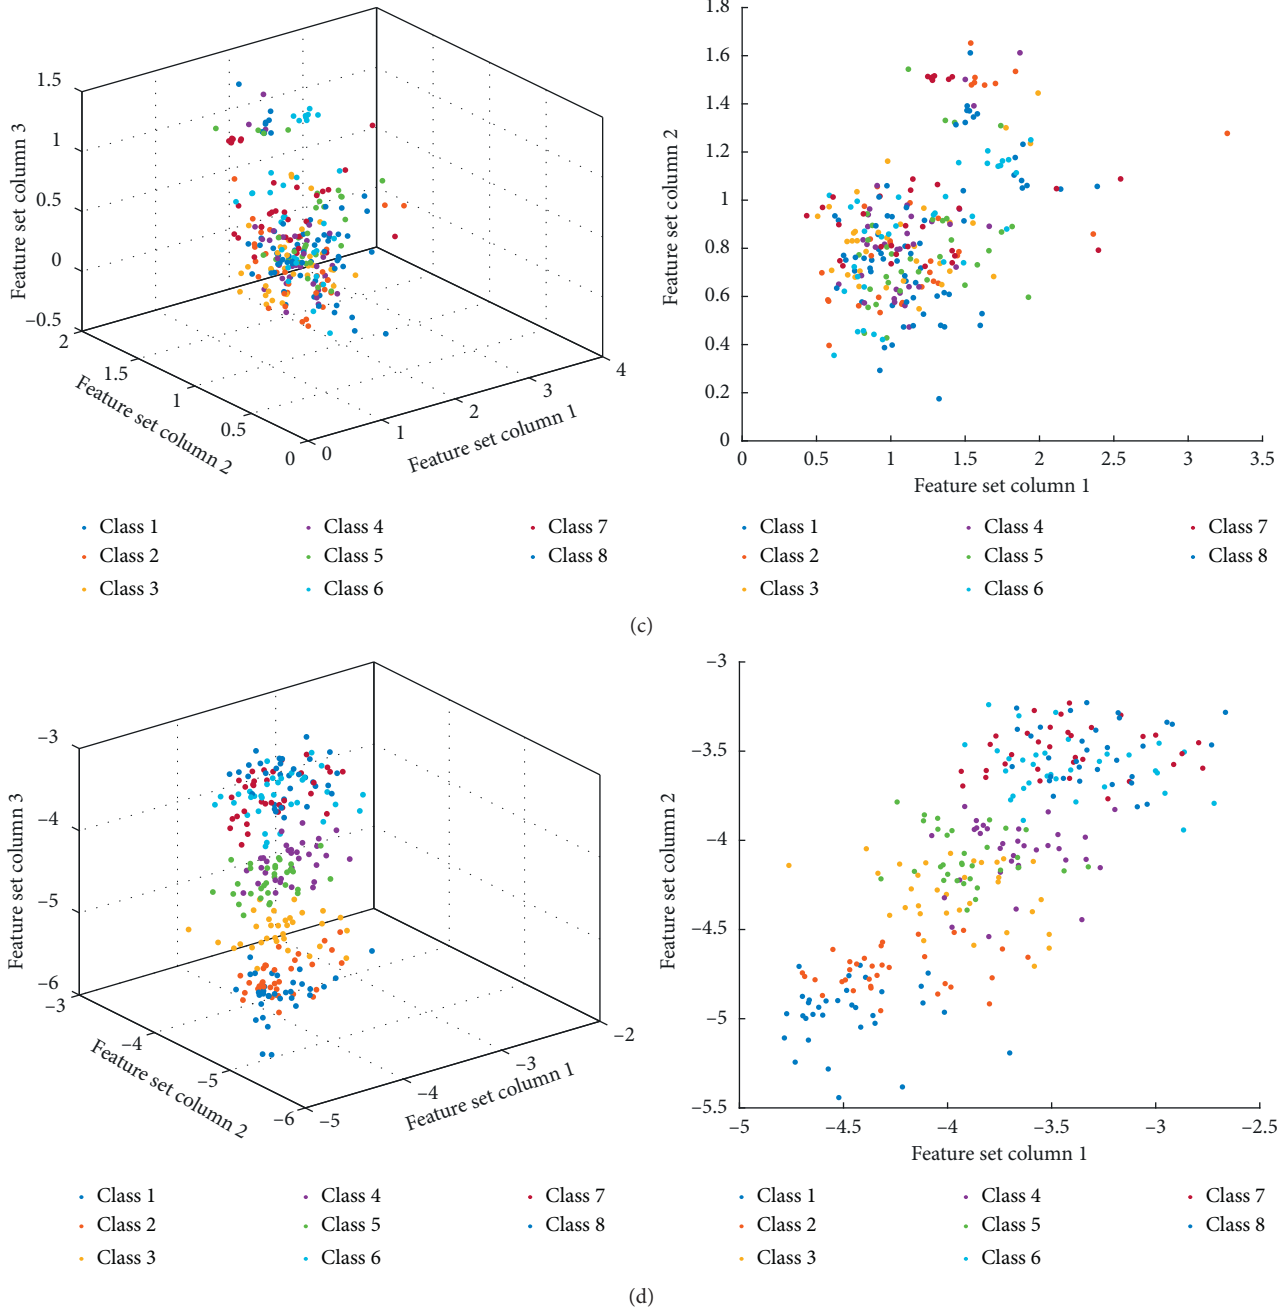 1.5
1
0.5
0
−0.5
2
1.5
1
0.5
0
0
1
2
3
4
Feature set column 3
Feature set column 2
Feature set column 1
1.8
1.6
1.4
1.2
1
0.8
0.6
0.4
0.2
0
0 0.5 1 1.5 2 2.5 3 3.5
Feature set column 2
Feature set column 1
Class 1 Class 4 Class 7
Class 2 Class 5 Class 8
Class 3 Class 6
Class 1 Class 4 Class 7
Class 2 Class 5 Class 8
Class 3 Class 6
(c)
−3
−4
−5
−6
−3
−4
−5
−6
−5
−4
−3
−2
Feature set column 3
Feature set column 2
Feature set column 1
−3
−3.5
−4
−4.5
−5
−5.5
−5 −4.5 −4 −3.5 −3 −2.5
Feature set column 2
Feature set column 1
Class 1 Class 4 Class 7
Class 2 Class 5 Class 8
Class 3 Class 6
Class 1 Class 4 Class 7
Class 2 Class 5 Class 8
Class 3 Class 6
(d)